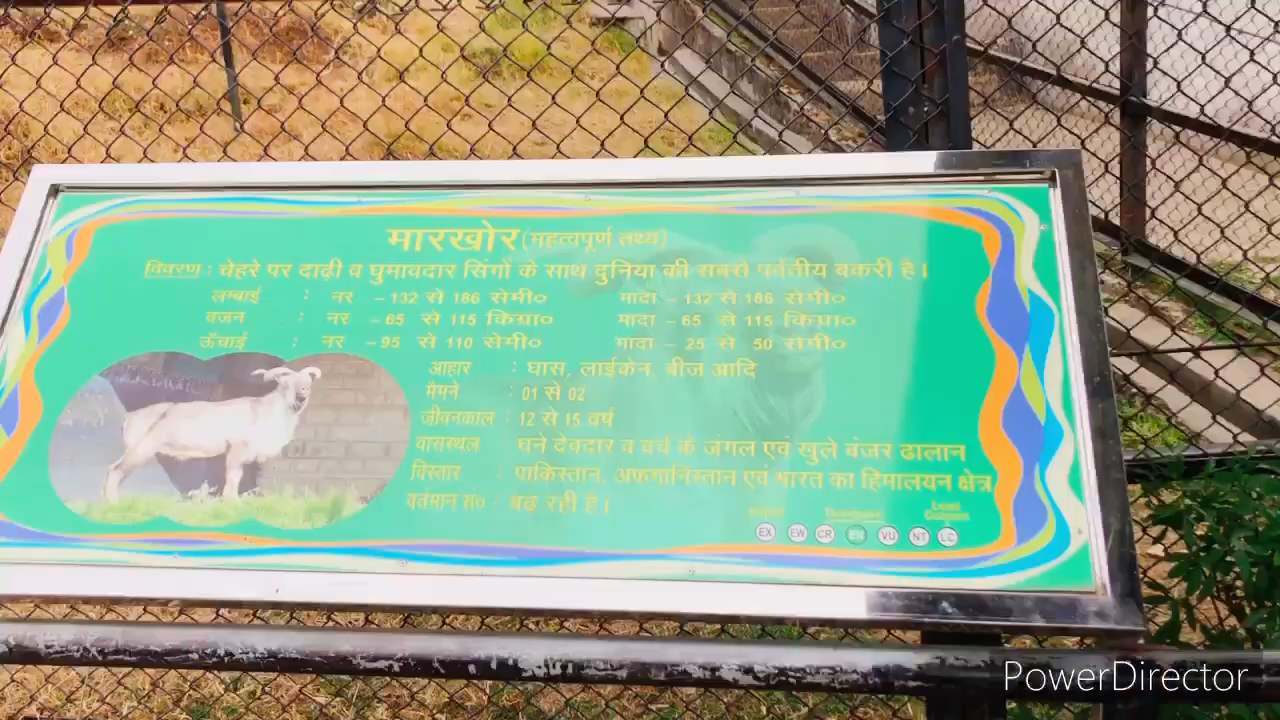 मारखोर (महत्वपूर्ण तथ्य)
विवरण : चेहरे पर दाढ़ी व घुमावदार सिंगों के साथ दुनिया की सबसे पर्वतीय बकरी है।
लम्बाई : नर - 132 से 186 सेमी० मादा - 132 से 186 सेमी०
वजन : नर - 65 से 115 किग्रा० मादा - 65 से 115 किग्रा०
ऊँचाई : नर - 95 से 110 सेमी० मादा - 25 से 50 सेमी०
आहार : घास, लाईकेन, बीज आदि
मैमने : 01 से 02
जीवनकाल : 12 से 15 वर्ष
वासस्थल घने देवदार व बर्च के जंगल एवं खुले बंजर ढालान
विस्तार : पाकिस्तान, अफगानिस्तान एवं भारत का हिमालयन क्षेत्र
वर्तमान स० : बढ़ रही है।
EX EW CR EN VU NT LC
PowerDirector